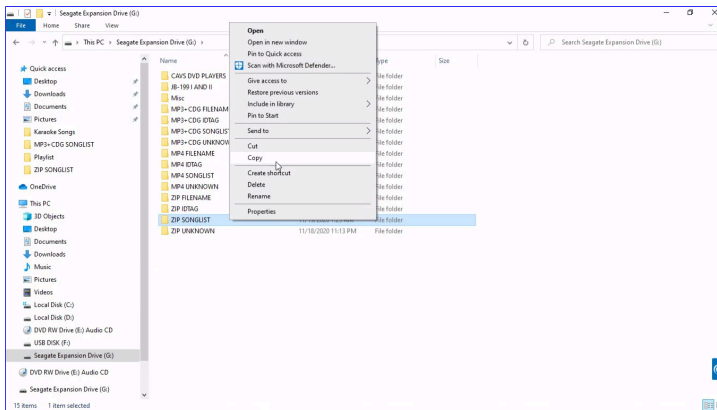 Seagate Expansion Drive (G:)
File Home Share View
This PC Seagate Expansion Drive (G:)
Search Seagate Expansion Drive (G:)
Quick access
Desktop
Downloads
Documents
Pictures
Karaoke Songs
MP3+ CDG SONGLIST
Playlist
ZIP SONGLIST
OneDrive
This PC
3D Objects
Desktop
Documents
Downloads
Music
Pictures
Videos
Local Disk (C:)
Local Disk (D:)
DVD RW Drive (E:) Audio CD
USB DISK (F:)
Seagate Expansion Drive (G:)
DVD RW Drive (E:) Audio CD
Seagate Expansion Drive (G:)
Name Type Size
CAVS DVD PLAYERS File folder
JB-199 I AND II File folder
Misc File folder
MP3+CDG FILENAM File folder
MP3+CDG IDTAG File folder
MP3+CDG SONGLIS File folder
MP3+CDG UNKNOW File folder
MP4 FILENAME File folder
MP4 IDTAG File folder
MP4 SONGLIST File folder
MP4 UNKNOWN File folder
ZIP FILENAME File folder
ZIP IDTAG File folder
ZIP SONGLIST File folder
ZIP UNKNOWN 11/18/2020 11:13 PM File folder
Open
Open in new window
Pin to Quick access
Scan with Microsoft Defender...
Give access to
Restore previous versions
Include in library
Pin to Start
Send to
Cut
Copy
Create shortcut
Delete
Rename
Properties
15 items 1 item selected